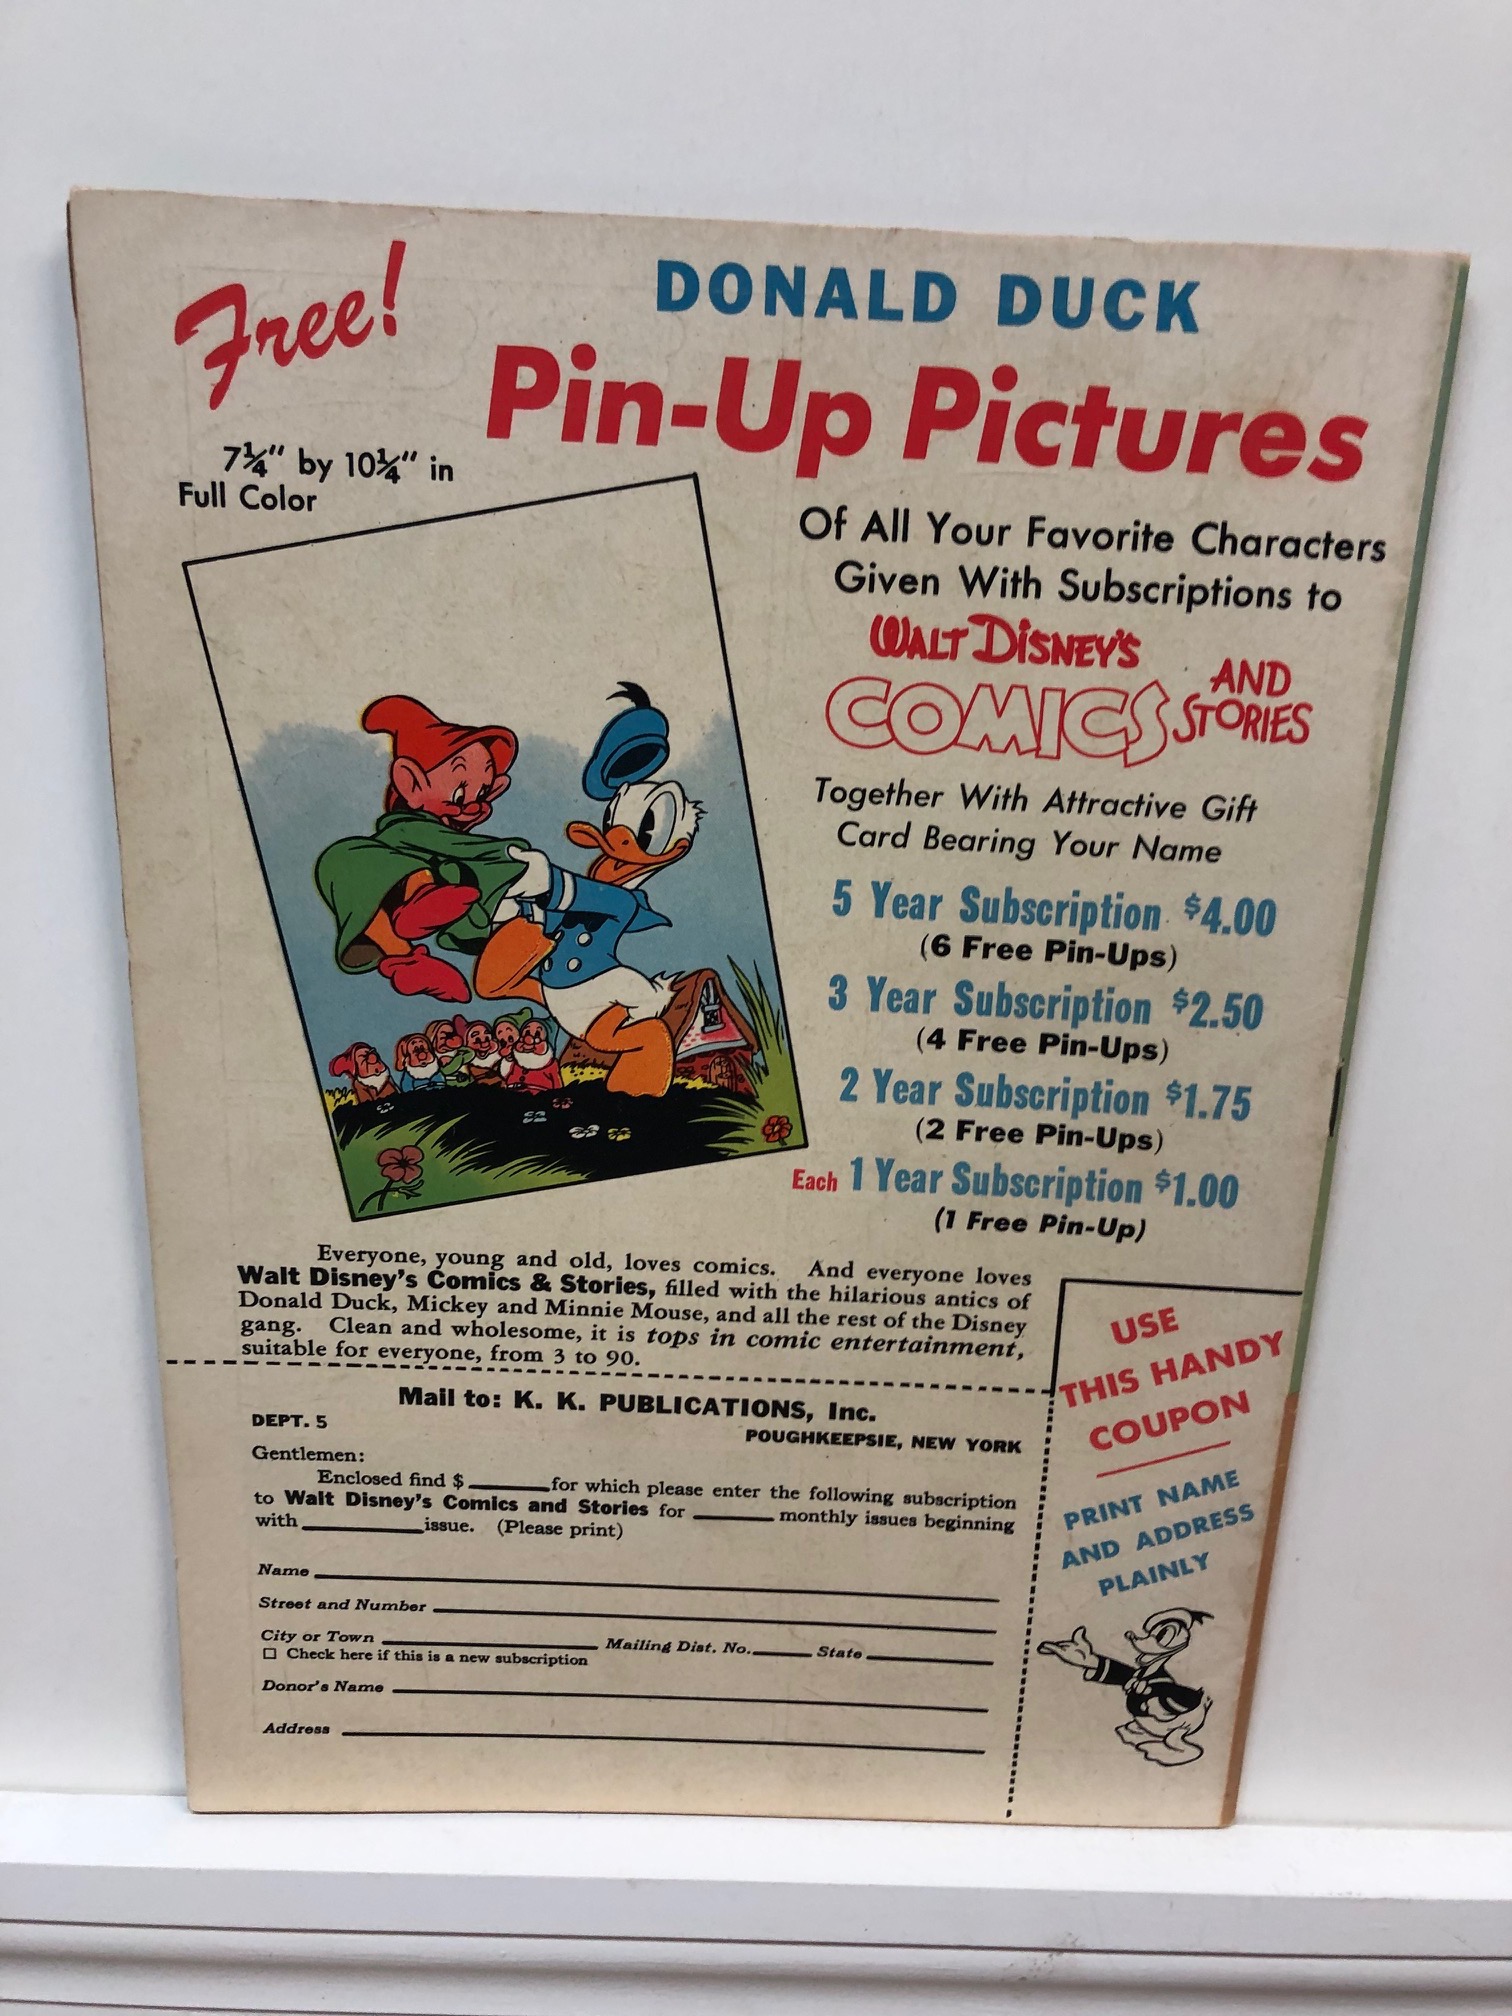 Free!
DONALD DUCK
Pin-Up Pictures
7¼" by 10¼" in
Full Color
Of All Your Favorite Characters
Given With Subscriptions to
WALT DISNEY'S
COMICS AND STORIES
Together With Attractive Gift
Card Bearing Your Name
5 Year Subscription $4.00
(6 Free Pin-Ups)
3 Year Subscription $2.50
(4 Free Pin-Ups)
2 Year Subscription $1.75
(2 Free Pin-Ups)
Each 1 Year Subscription $1.00
(1 Free Pin-Up)
Everyone, young and old, loves comics. And everyone loves
Walt Disney's Comics & Stories, filled with the hilarious antics of
Donald Duck, Mickey and Minnie Mouse, and all the rest of the Disney
gang. Clean and wholesome, it is tops in comic entertainment,
suitable for everyone, from 3 to 90.
USE
THIS HANDY
COUPON
PRINT NAME
AND ADDRESS
PLAINLY
Mail to: K. K. PUBLICATIONS, Inc.
DEPT. 5
POUGHKEEPSIE, NEW YORK
Gentlemen:
Enclosed find $ ______ for which please enter the following subscription
to Walt Disney's Comics and Stories for ______ monthly issues beginning
with ______ issue. (Please print)
Name
Street and Number
City or Town ______ Mailing Dist. No. ______ State ______
☐ Check here if this is a new subscription
Donor's Name
Address